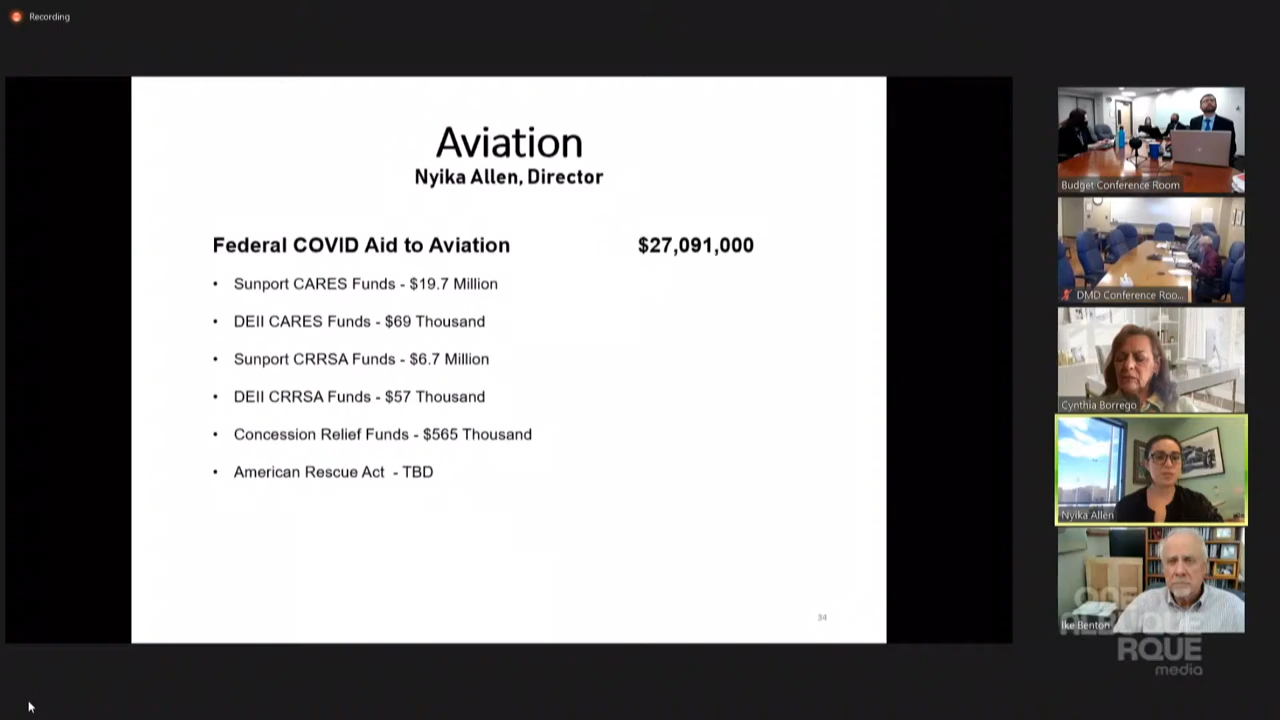 Recording
Aviation
Nyika Allen, Director
Federal COVID Aid to Aviation $27,091,000
• Sunport CARES Funds - $19.7 Million
• DEII CARES Funds - $69 Thousand
• Sunport CRRSA Funds - $6.7 Million
• DEII CRRSA Funds - $57 Thousand
• Concession Relief Funds - $565 Thousand
• American Rescue Act - TBD
34
Budget Conference Room
DMD Conference Roo...
Cynthia Borrego
Nyika Allen
Ike Benton
ONE
ALBUQUE
RQUE
media